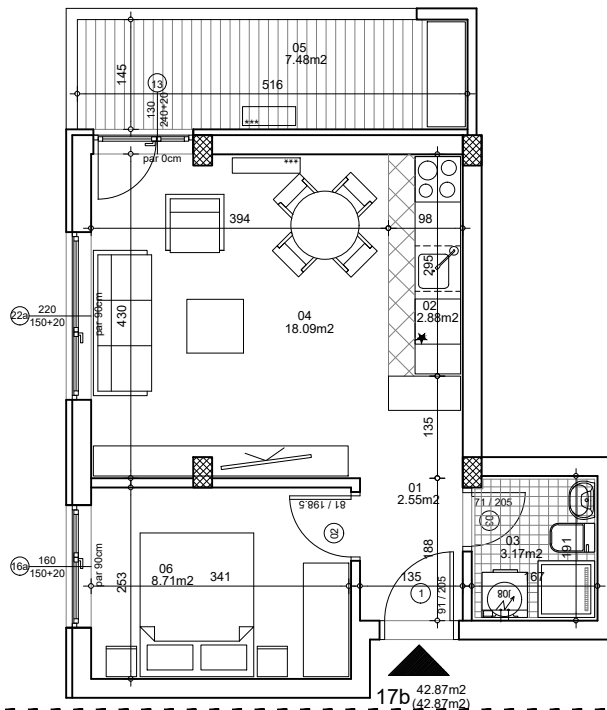 05
7.48m2
516
145
13
130
240+20
***
par 0cm
***
394
98
295
02
2.88m2
22a
220
150+20
par 90cm
430
04
18.09m2
135
01
2.55m2
71 / 205
03
03
3.17m2
191
81 / 198.5
02
188
16a
160
150+20
par 90cm
06
8.71m2
253
341
135
1
91 / 205
167
J08
17b
42.87m2
(42.87m2)